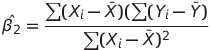 β̂₂ = ∑(Xᵢ − X̄)(∑(Yᵢ − Ȳ) / ∑(Xᵢ − X̄)²